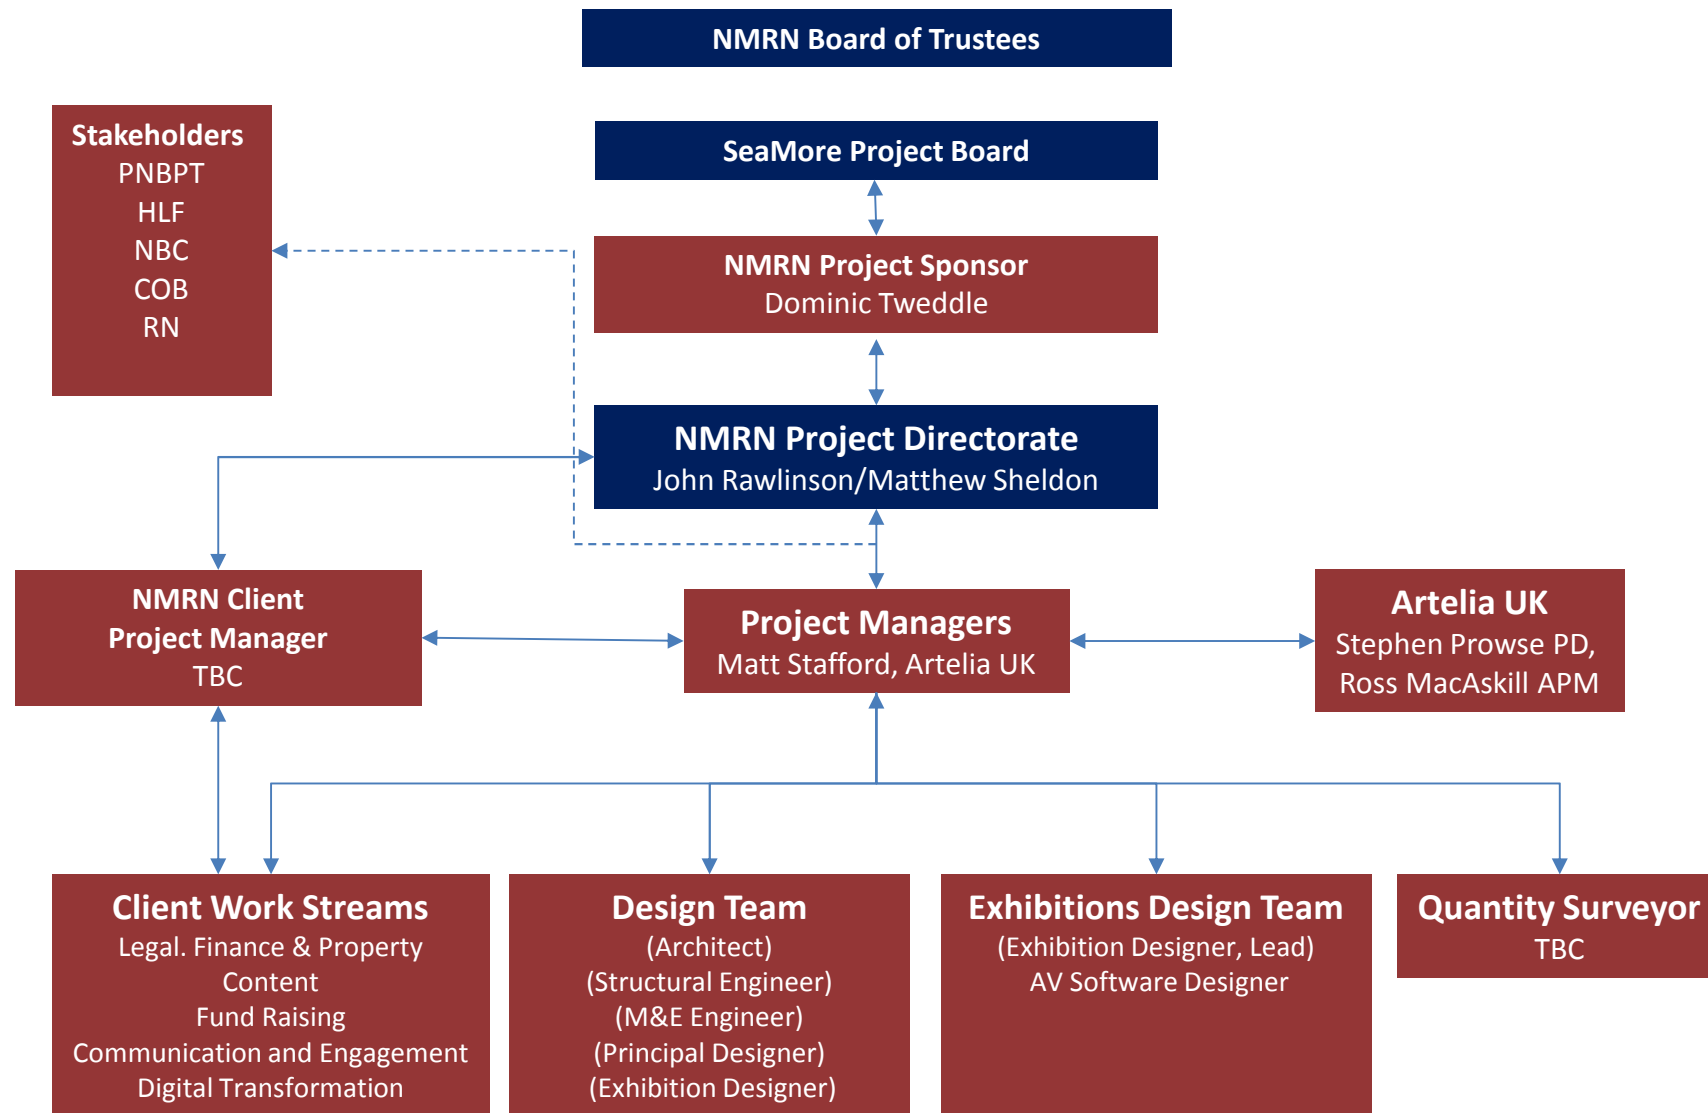 NMRN Board of Trustees
Stakeholders
PNBPT
HLF
NBC
COB
RN
SeaMore Project Board
NMRN Project Sponsor
Dominic Tweddle
NMRN Project Directorate
John Rawlinson/Matthew Sheldon
NMRN Client
Project Manager
TBC
Project Managers
Matt Stafford, Artelia UK
Artelia UK
Stephen Prowse PD,
Ross MacAskill APM
Client Work Streams
Legal. Finance & Property
Content
Fund Raising
Communication and Engagement
Digital Transformation
Design Team
(Architect)
(Structural Engineer)
(M&E Engineer)
(Principal Designer)
(Exhibition Designer)
Exhibitions Design Team
(Exhibition Designer, Lead)
AV Software Designer
Quantity Surveyor
TBC